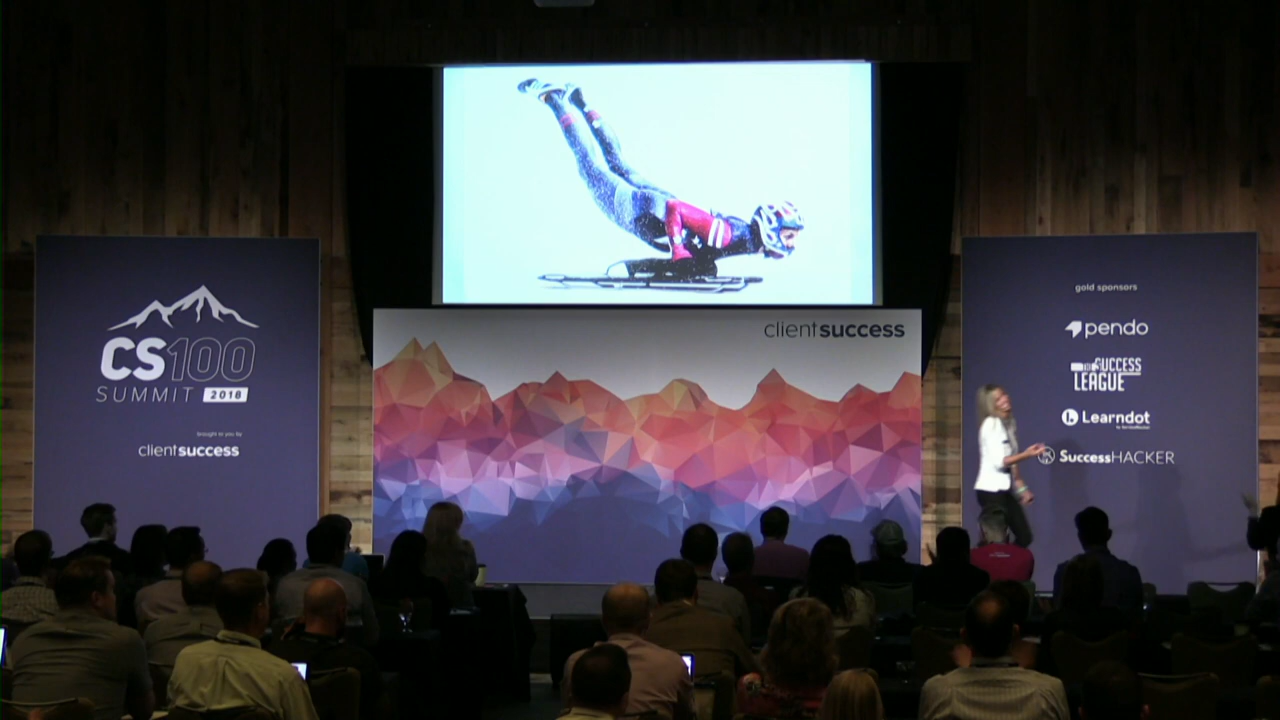 CS100
SUMMIT 2018
brought to you by
clientsuccess
clientsuccess
gold sponsors
pendo
SUCCESS
LEAGUE
Learndot
SuccessHACKER